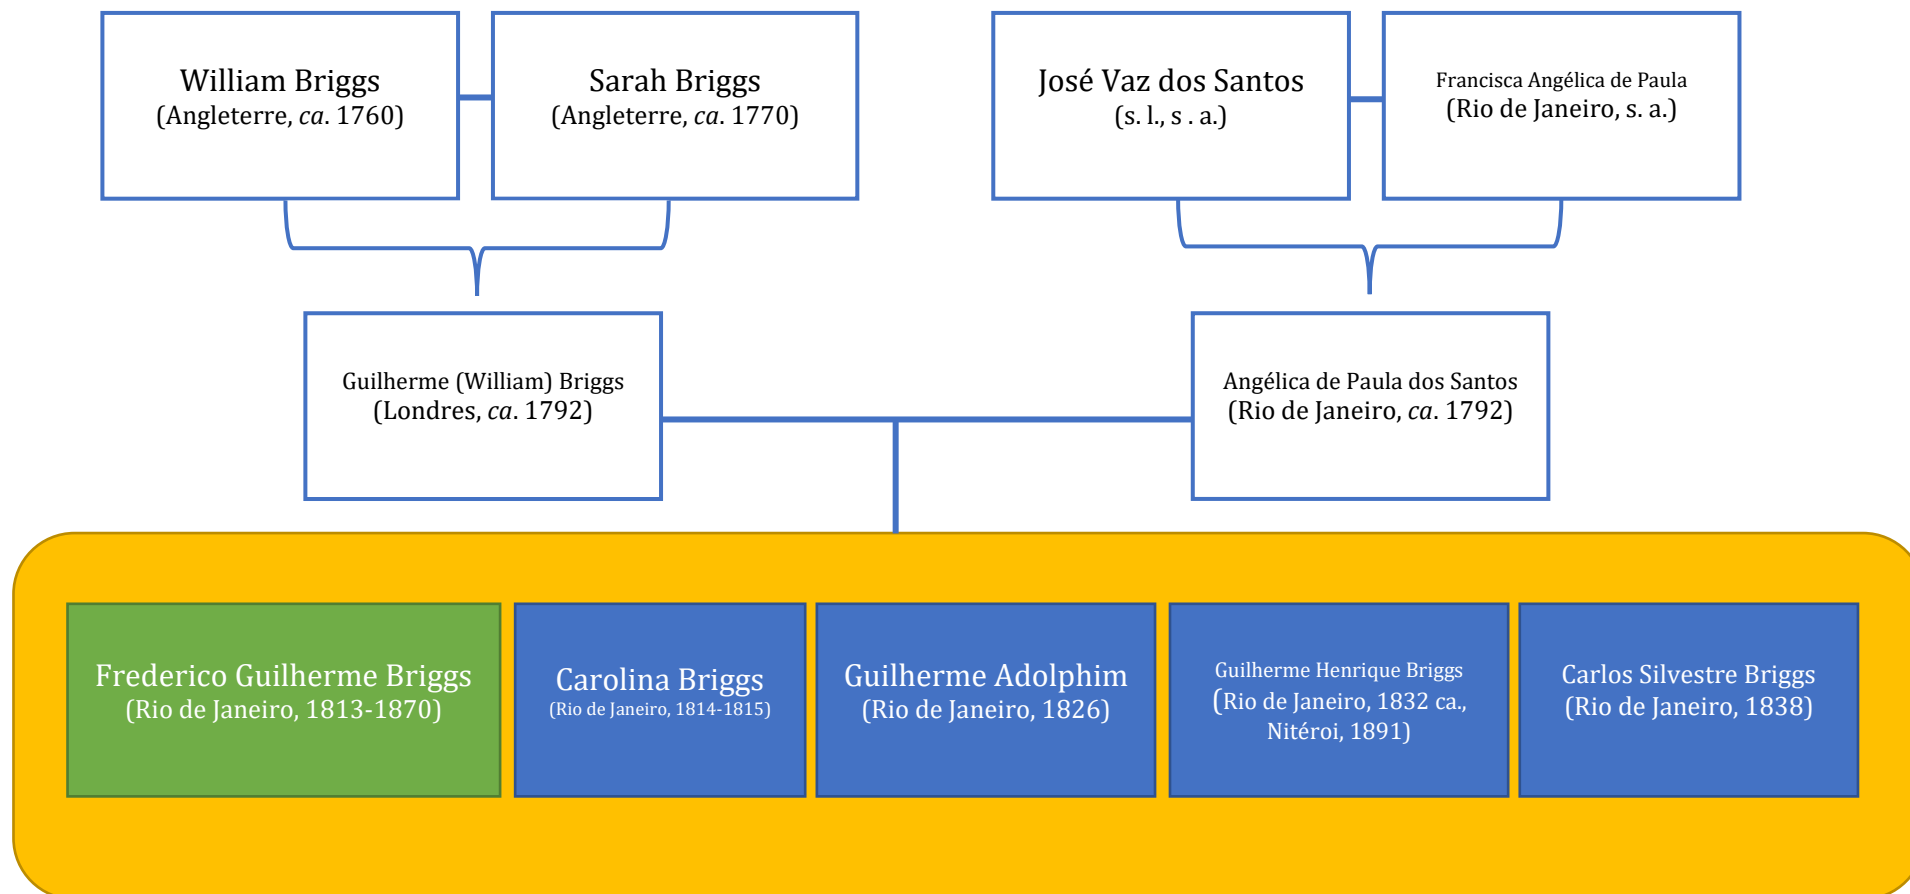 William Briggs
(Angleterre, ca. 1760)
Sarah Briggs
(Angleterre, ca. 1770)
José Vaz dos Santos
(s. l., s . a.)
Francisca Angélica de Paula
(Rio de Janeiro, s. a.)
Guilherme (William) Briggs
(Londres, ca. 1792)
Angélica de Paula dos Santos
(Rio de Janeiro, ca. 1792)
Frederico Guilherme Briggs
(Rio de Janeiro, 1813-1870)
Carolina Briggs
(Rio de Janeiro, 1814-1815)
Guilherme Adolphim
(Rio de Janeiro, 1826)
Guilherme Henrique Briggs
(Rio de Janeiro, 1832 ca.,
Nitéroi, 1891)
Carlos Silvestre Briggs
(Rio de Janeiro, 1838)